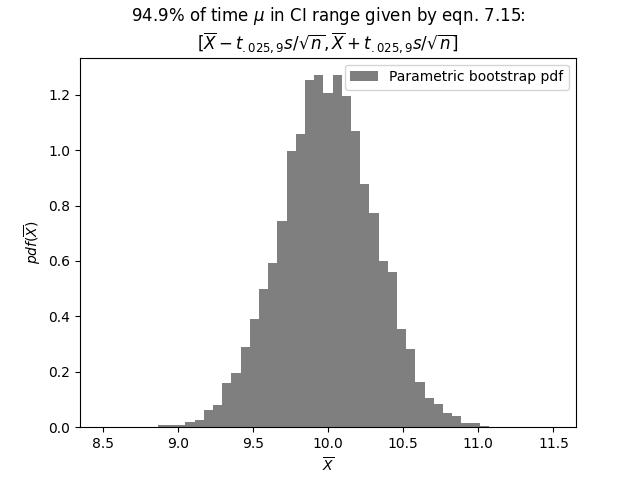 94.9% of time μ in CI range given by eqn. 7.15:
[X̅ − t.025, 9s/√n, X̅ + t.025, 9s/√n]
Parametric bootstrap pdf
pdf(X̅)
1.2
1.0
0.8
0.6
0.4
0.2
0.0
8.5 9.0 9.5 10.0 10.5 11.0 11.5
X̅